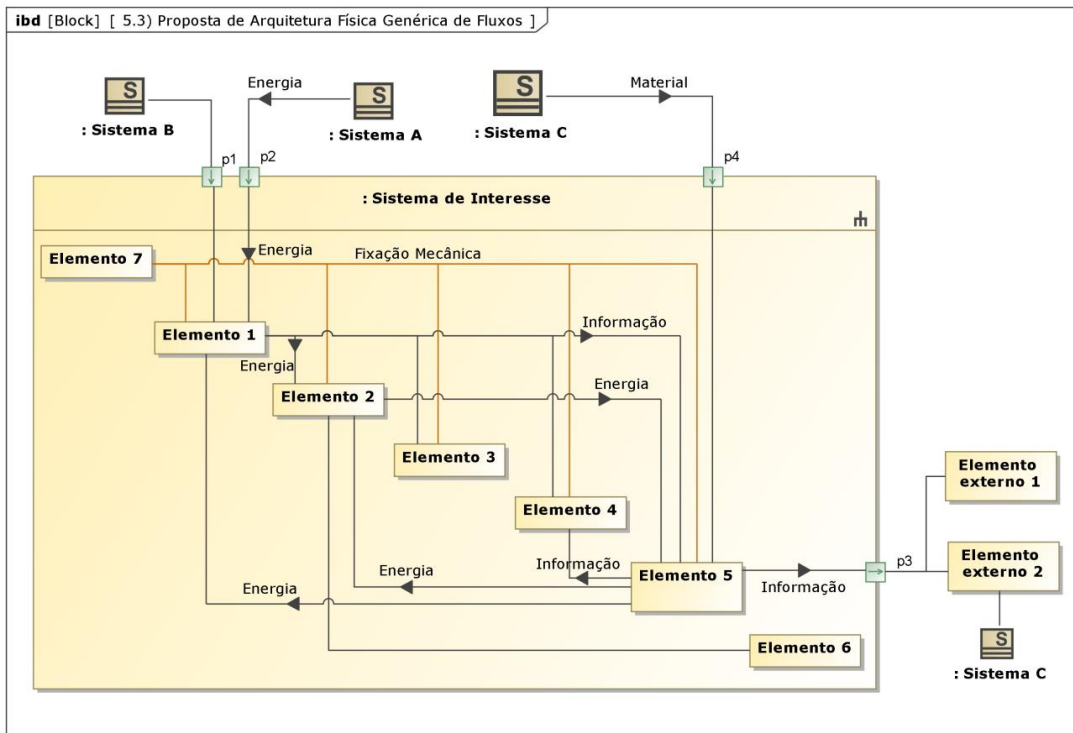 ibd [Block] [ 5.3) Proposta de Arquitetura Física Genérica de Fluxos ]
S
: Sistema B
Energia
S
: Sistema A
S
: Sistema C
Material
p1
p2
p4
: Sistema de Interesse
Energia
Elemento 7
Fixação Mecânica
Elemento 1
Informação
Energia
Elemento 2
Energia
Elemento 3
Elemento 4
Elemento
externo 1
Informação
Energia
Energia
Elemento 5
Informação
p3
Elemento
externo 2
Elemento 6
S
: Sistema C